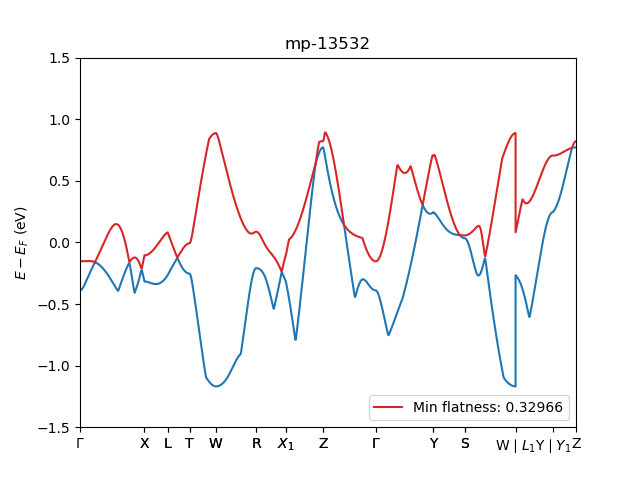 mp-13532
E − E_F (eV)
1.5
1.0
0.5
0.0
−0.5
−1.0
−1.5
Min flatness: 0.32966
Γ X L T W R X₁ Z Γ Y S W | L₁Y | Y₁Z